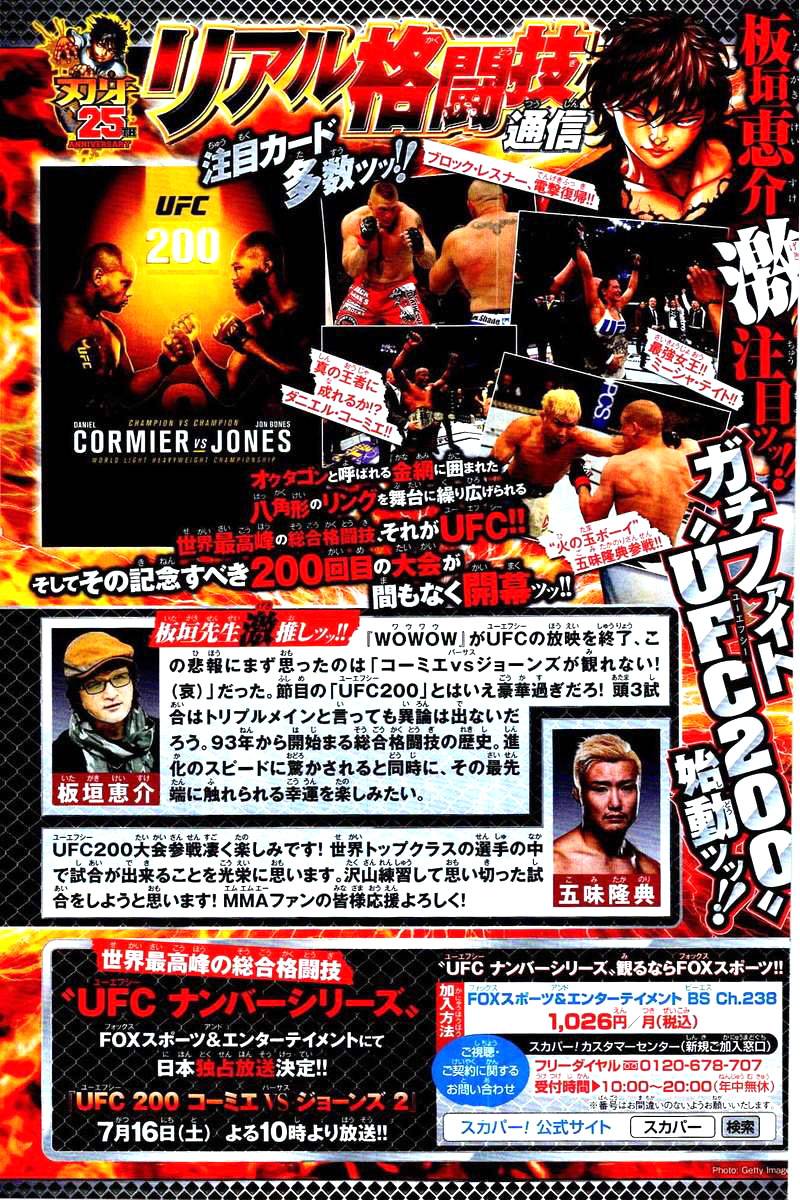 刃牙
25TH
ANNIVERSARY
リアル格闘技
通信
板垣恵介
激注目ッッ!!
ガチファイト
“UFC200”
始動ッッ!!
注目カード
多数ッッ!!
ブロック・レスナー、電撃復帰!!
UFC
200
DANIEL
CHAMPION VS CHAMPION
JON BONES
CORMIER VS JONES
WORLD LIGHT HEAVYWEIGHT CHAMPIONSHIP
最強女王!!
ミーシャ・テイト!!
真の王者に
成れるか!?
ダニエル・コーミエ!!
“火の玉ボーイ”
五味隆典参戦!!
オクタゴンと呼ばれる金網に囲まれた
八角形のリングを舞台に繰り広げられる
世界最高峰の総合格闘技、それがUFC!!
そしてその記念すべき200回目の大会が
間もなく開幕ッッ!!
板垣先生激推しッッ!!
『WOWOW』がUFCの放映を終了、こ
の悲報にまず思ったのは「コーミエvsジョーンズが観れない!
(哀)」だった。節目の「UFC200」とはいえ豪華過ぎだろ! 頭3試
合はトリプルメインと言っても異論は出ないだ
ろう。93年から開始まる総合格闘技の歴史。進
化のスピードに驚かされると同時に、その最先
端に触れられる幸運を楽しみたい。
板垣恵介
UFC200大会参戦凄く楽しみです! 世界トップクラスの選手の中
で試合が出来ることを光栄に思います。沢山練習して思い切った試
合をしようと思います! MMAファンの皆様応援よろしく!
五味隆典
世界最高峰の総合格闘技
“UFC ナンバーシリーズ”
FOXスポーツ&エンターテイメントにて
日本独占放送決定!!
『UFC 200 コーミエ VS ジョーンズ 2』
7月16日(土) よる10時より放送!!
“UFC ナンバーシリーズ”観るならFOXスポーツ!!
加入方法
FOXスポーツ&エンターテイメント BS Ch.238
1,026円/月(税込)
ご視聴・
ご契約に関する
お問い合わせ
スカパー!カスタマーセンター(新規ご加入窓口)
フリーダイヤル 0120-678-707
受付時間▶10:00~20:00(年中無休)
※番号はお間違いのないようお願いいたします。
スカパー! 公式サイト
スカパー 検索
Photo: Getty Image